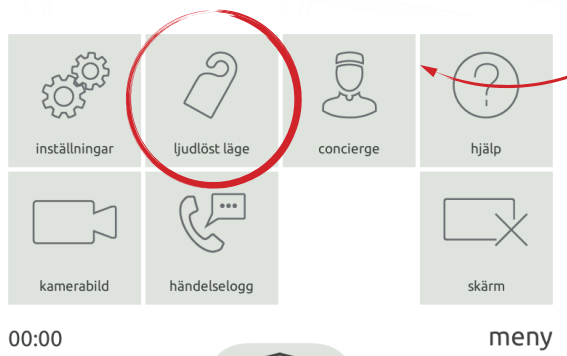 inställningar
ljudlöst läge
concierge
hjälp
kamerabild
händelselogg
skärm
00:00
meny